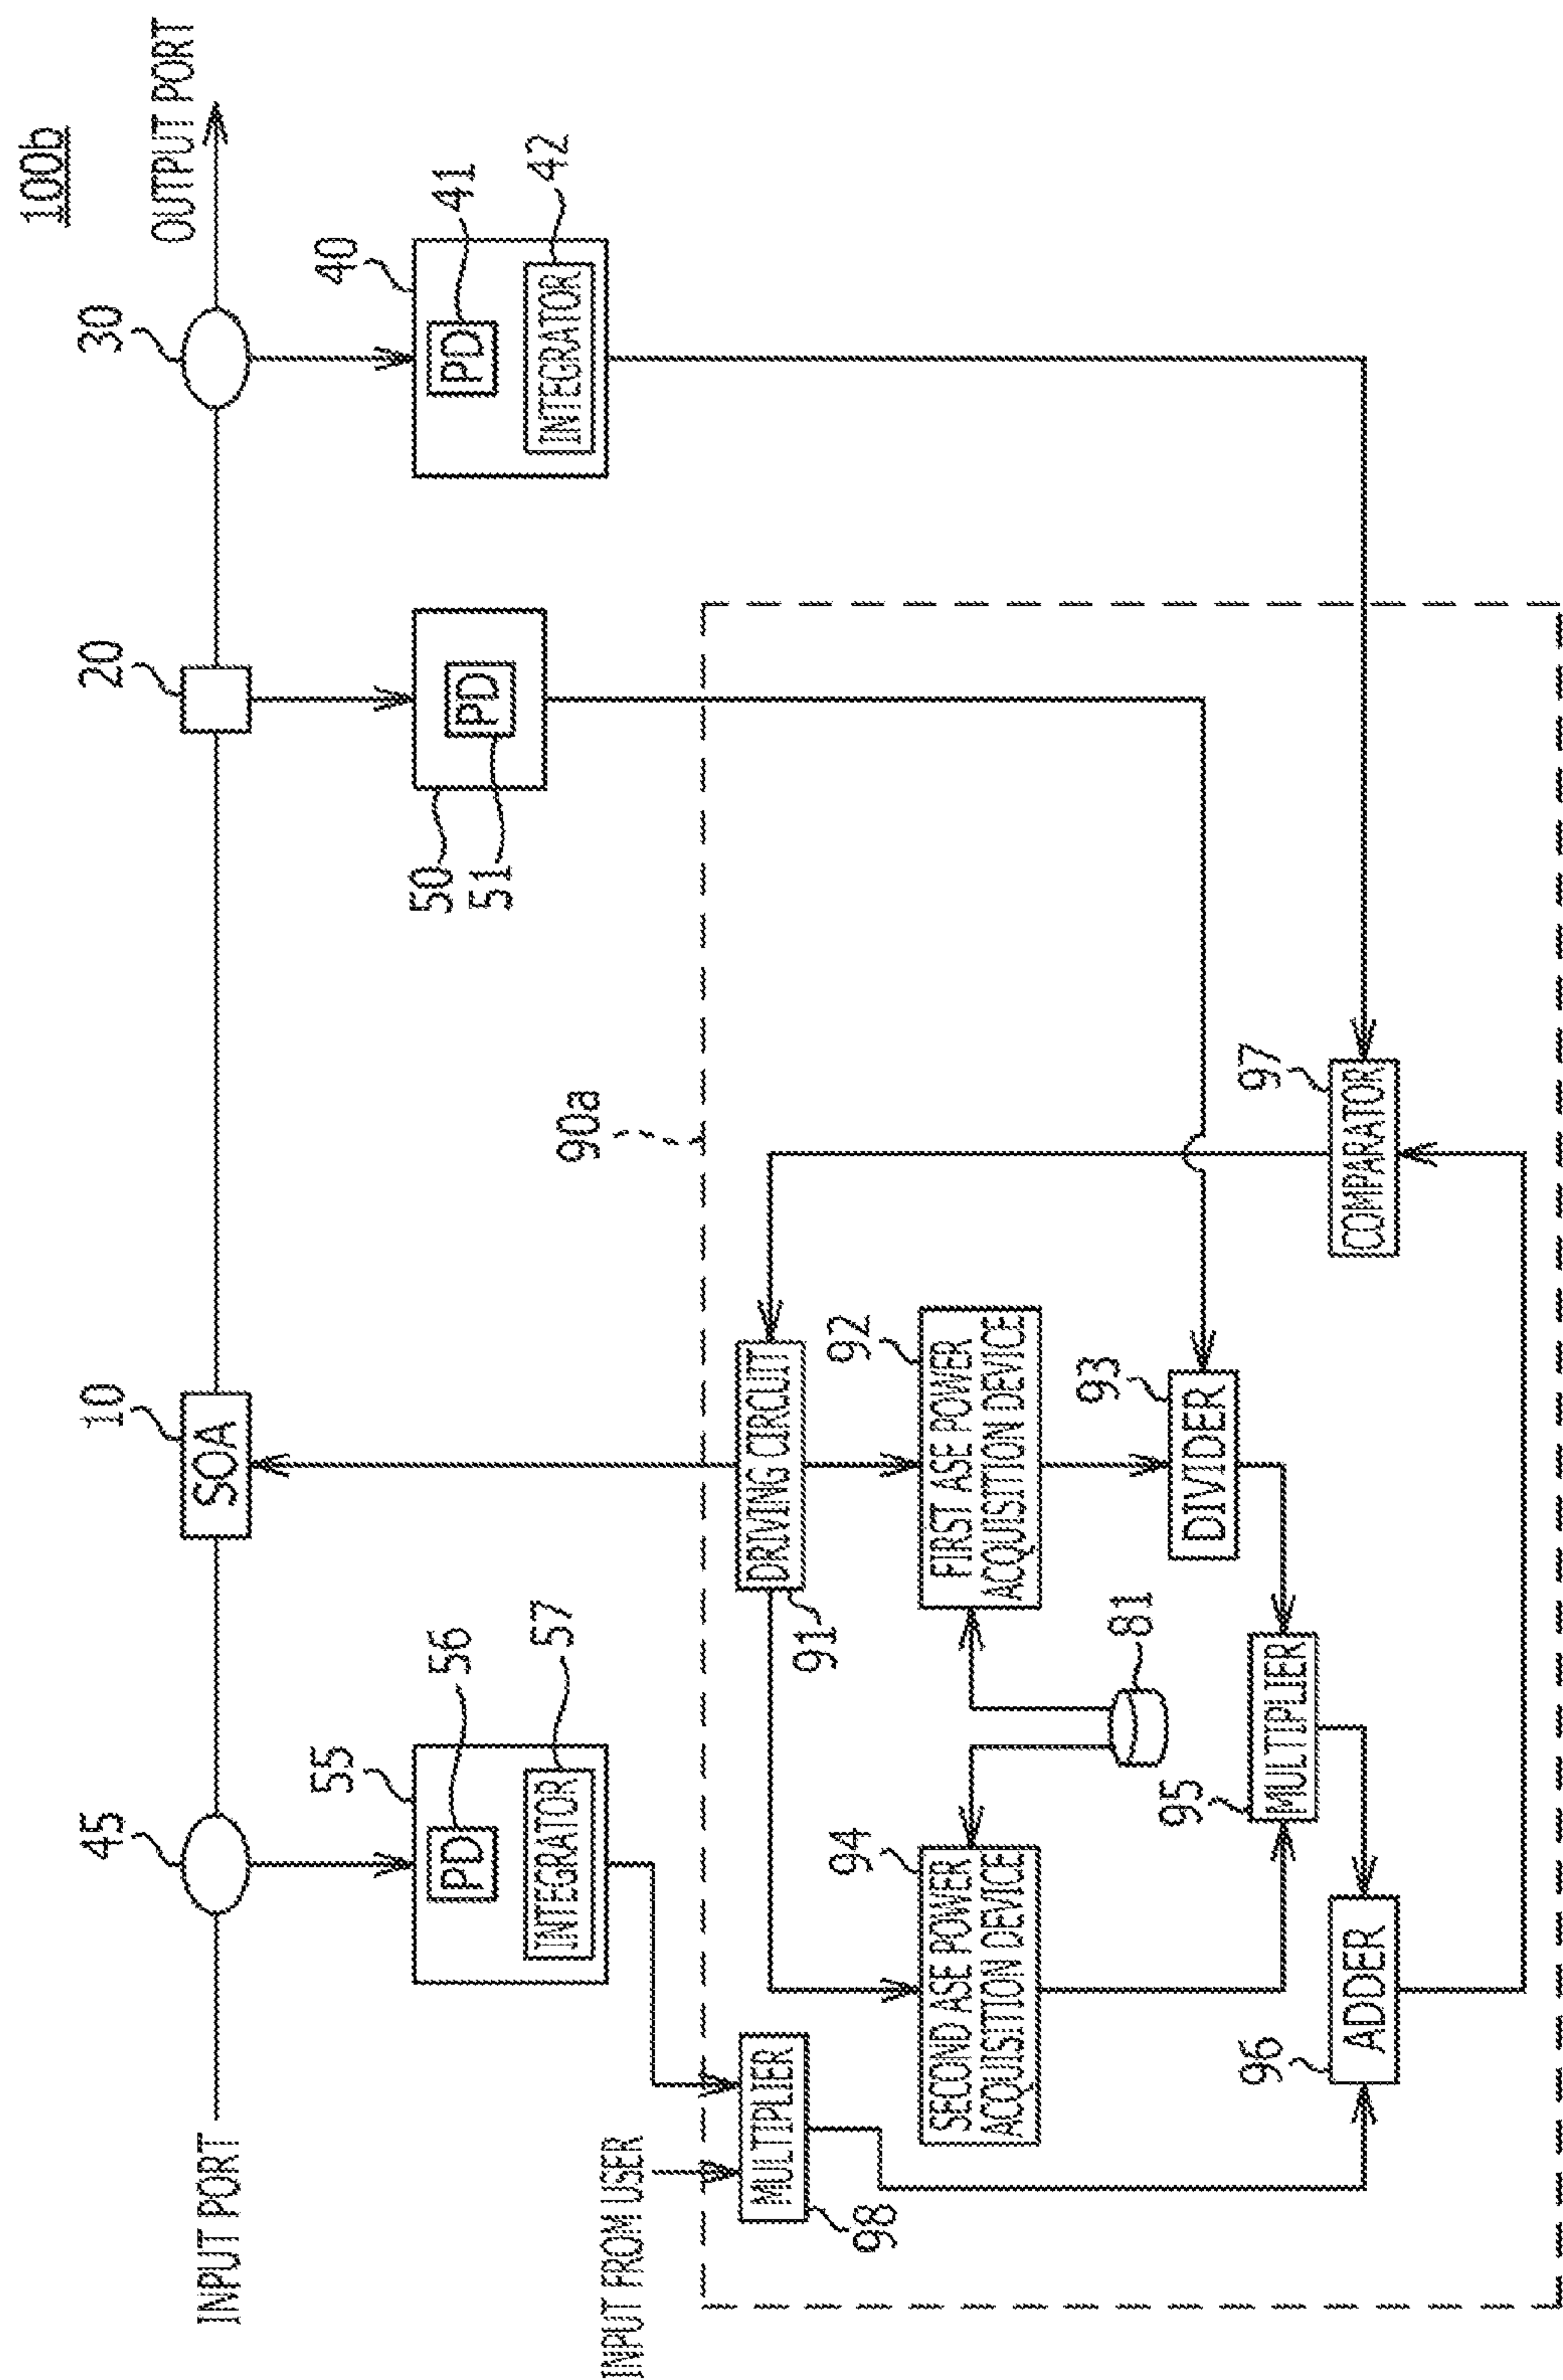 100b
INPUT PORT
45
10
SOA
20
30
OUTPUT PORT
55
56
PD
57
INTEGRATOR
50
51
PD
40
41
PD
42
INTEGRATOR
INPUT FROM USER
90a
98
MULTIPLIER
91
DRIVING CIRCUIT
94
SECOND ASE POWER
ACQUISITION DEVICE
92
FIRST ASE POWER
ACQUISITION DEVICE
81
93
DIVIDER
95
MULTIPLIER
96
ADDER
97
COMPARATOR